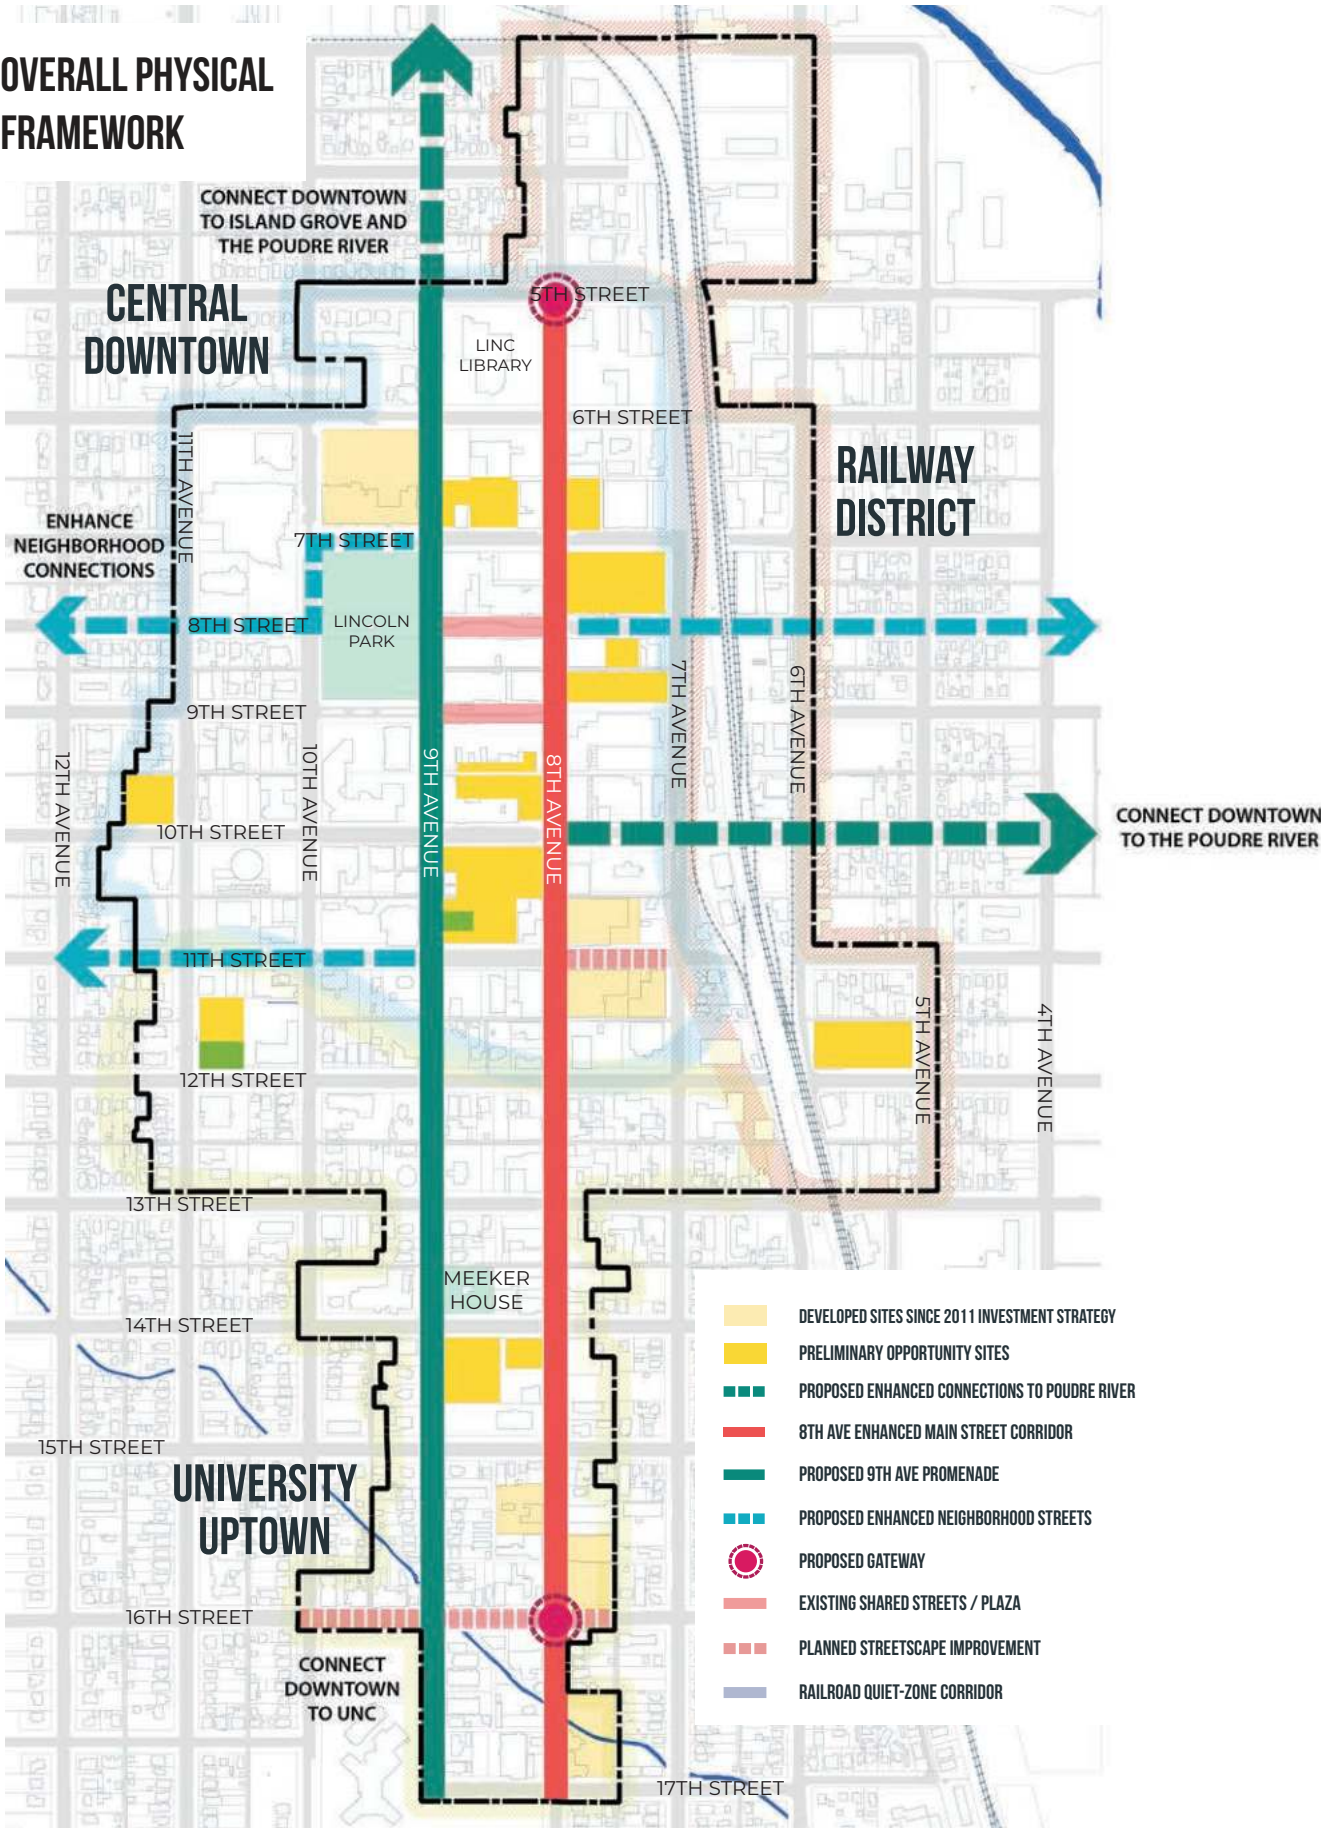 OVERALL PHYSICAL
FRAMEWORK
CONNECT DOWNTOWN
TO ISLAND GROVE AND
THE POUDRE RIVER
CENTRAL
DOWNTOWN
5TH STREET
LINC
LIBRARY
6TH STREET
11TH AVENUE
RAILWAY
DISTRICT
ENHANCE
NEIGHBORHOOD
CONNECTIONS
7TH STREET
8TH STREET
LINCOLN
PARK
9TH STREET
7TH AVENUE
6TH AVENUE
12TH AVENUE
10TH AVENUE
9TH AVENUE
8TH AVENUE
10TH STREET
CONNECT DOWNTOWN
TO THE POUDRE RIVER
11TH STREET
5TH AVENUE
4TH AVENUE
12TH STREET
13TH STREET
MEEKER
HOUSE
14TH STREET
15TH STREET
UNIVERSITY
UPTOWN
16TH STREET
CONNECT
DOWNTOWN
TO UNC
17TH STREET
DEVELOPED SITES SINCE 2011 INVESTMENT STRATEGY
PRELIMINARY OPPORTUNITY SITES
PROPOSED ENHANCED CONNECTIONS TO POUDRE RIVER
8TH AVE ENHANCED MAIN STREET CORRIDOR
PROPOSED 9TH AVE PROMENADE
PROPOSED ENHANCED NEIGHBORHOOD STREETS
PROPOSED GATEWAY
EXISTING SHARED STREETS / PLAZA
PLANNED STREETSCAPE IMPROVEMENT
RAILROAD QUIET-ZONE CORRIDOR